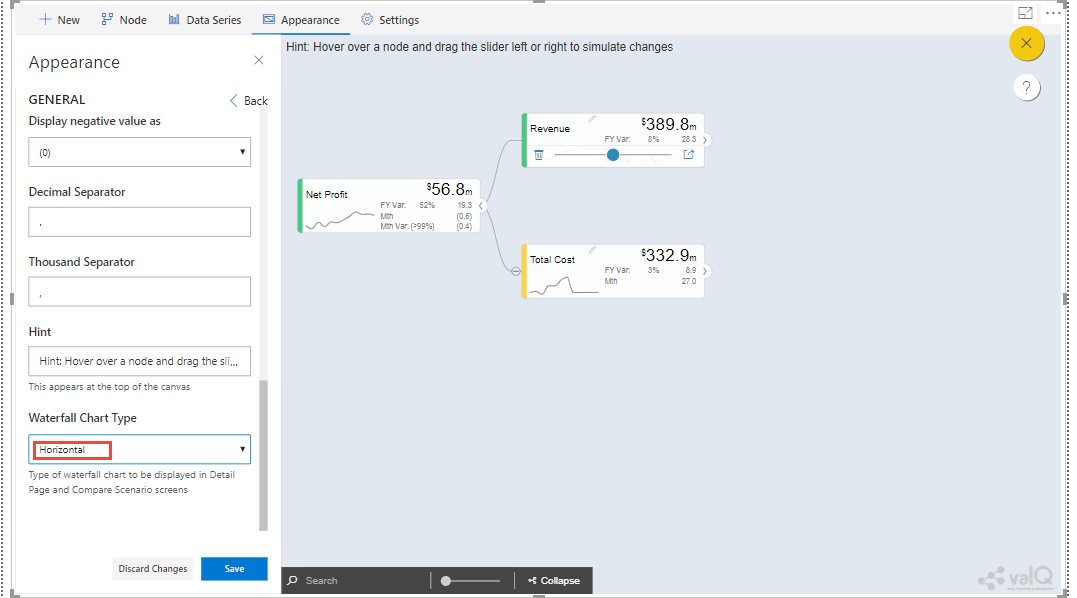 New
Node
Data Series
Appearance
Settings
Hint: Hover over a node and drag the slider left or right to simulate changes
Appearance
GENERAL
Back
Display negative value as
(0)
Decimal Separator
.
Thousand Separator
,
Hint
Hint: Hover over a node and drag the sli...
This appears at the top of the canvas
Waterfall Chart Type
Horizontal
Type of waterfall chart to be displayed in Detail
Page and Compare Scenario screens
Discard Changes
Save
Net Profit
$56.8m
FY Var: 52% 19.3
Mth (0.6)
Mth Var: (>99%) (0.4)
Revenue
$389.8m
FY Var: 8% 28.3
Total Cost
$332.9m
FY Var: 3% 8.9
Mth 27.0
Search
Collapse
?
valQ